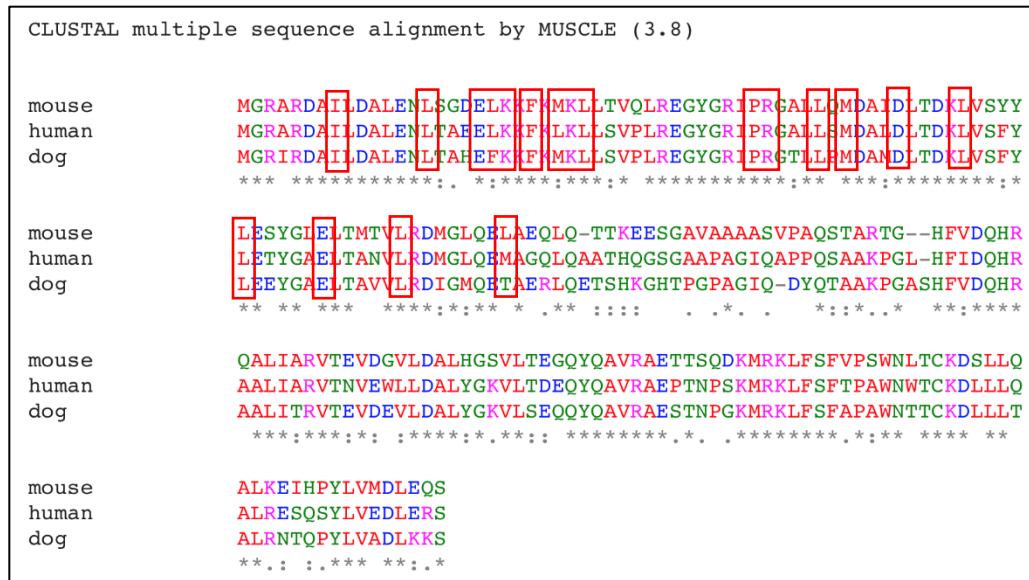 CLUSTAL multiple sequence alignment by MUSCLE (3.8)
mouse MGRARDAILDALENLSGDELKKFKMKLLTVQLREGYGRIPRGALLQMDAIDLTDKLVSYY
human MGRARDAILDALENLTAEELKKFKLKLLSVPLREGYGRIPRGALLSMDALDLTDKLVSFY
dog MGRIRDAILDALENLTAHEFKKFKMKLLSVPLREGYGRIPRGTLLPMDAMDLTDKLVSFY
*** ***********:. *:****:***:* ***********:** ***:********:*
mouse LESYGLELTMTVLRDMGLQELAEQLQ-TTKEESGAVAAAASVPAQSTARTG--HFVDQHR
human LETYGAELTANVLRDMGLQEMAGQLQAATHQGSGAAPAGIQAPPQSAAKPGL-HFIDQHR
dog LEEYGAELTAVVLRDIGMQETAERLQETSHKGHTPGPAGIQ-DYQTAAKPGASHFVDQHR
** ** *** ****:*:** * .** :::: . .*. *::*..* **:****
mouse QALIARVTEVDGVLDALHGSVLTEGQYQAVRAETTSQDKMRKLFSFVPSWNLTCKDSLLQ
human AALIARVTNVEWLLDALYGKVLTDEQYQAVRAEPTNPSKMRKLFSFTPAWNWTCKDLLLQ
dog AALITRVTEVDEVLDALYGKVLSEQQYQAVRAESTNPGKMRKLFSFAPAWNTTCKDLLLT
***:***:*: :****:*.**:: ******** *. .********.*:** **** **
mouse ALKEIHPYLVMDLEQS
human ALRESQSYLVEDLERS
dog ALRNTQPYLVADLKKS
**.: :.*** **:.*